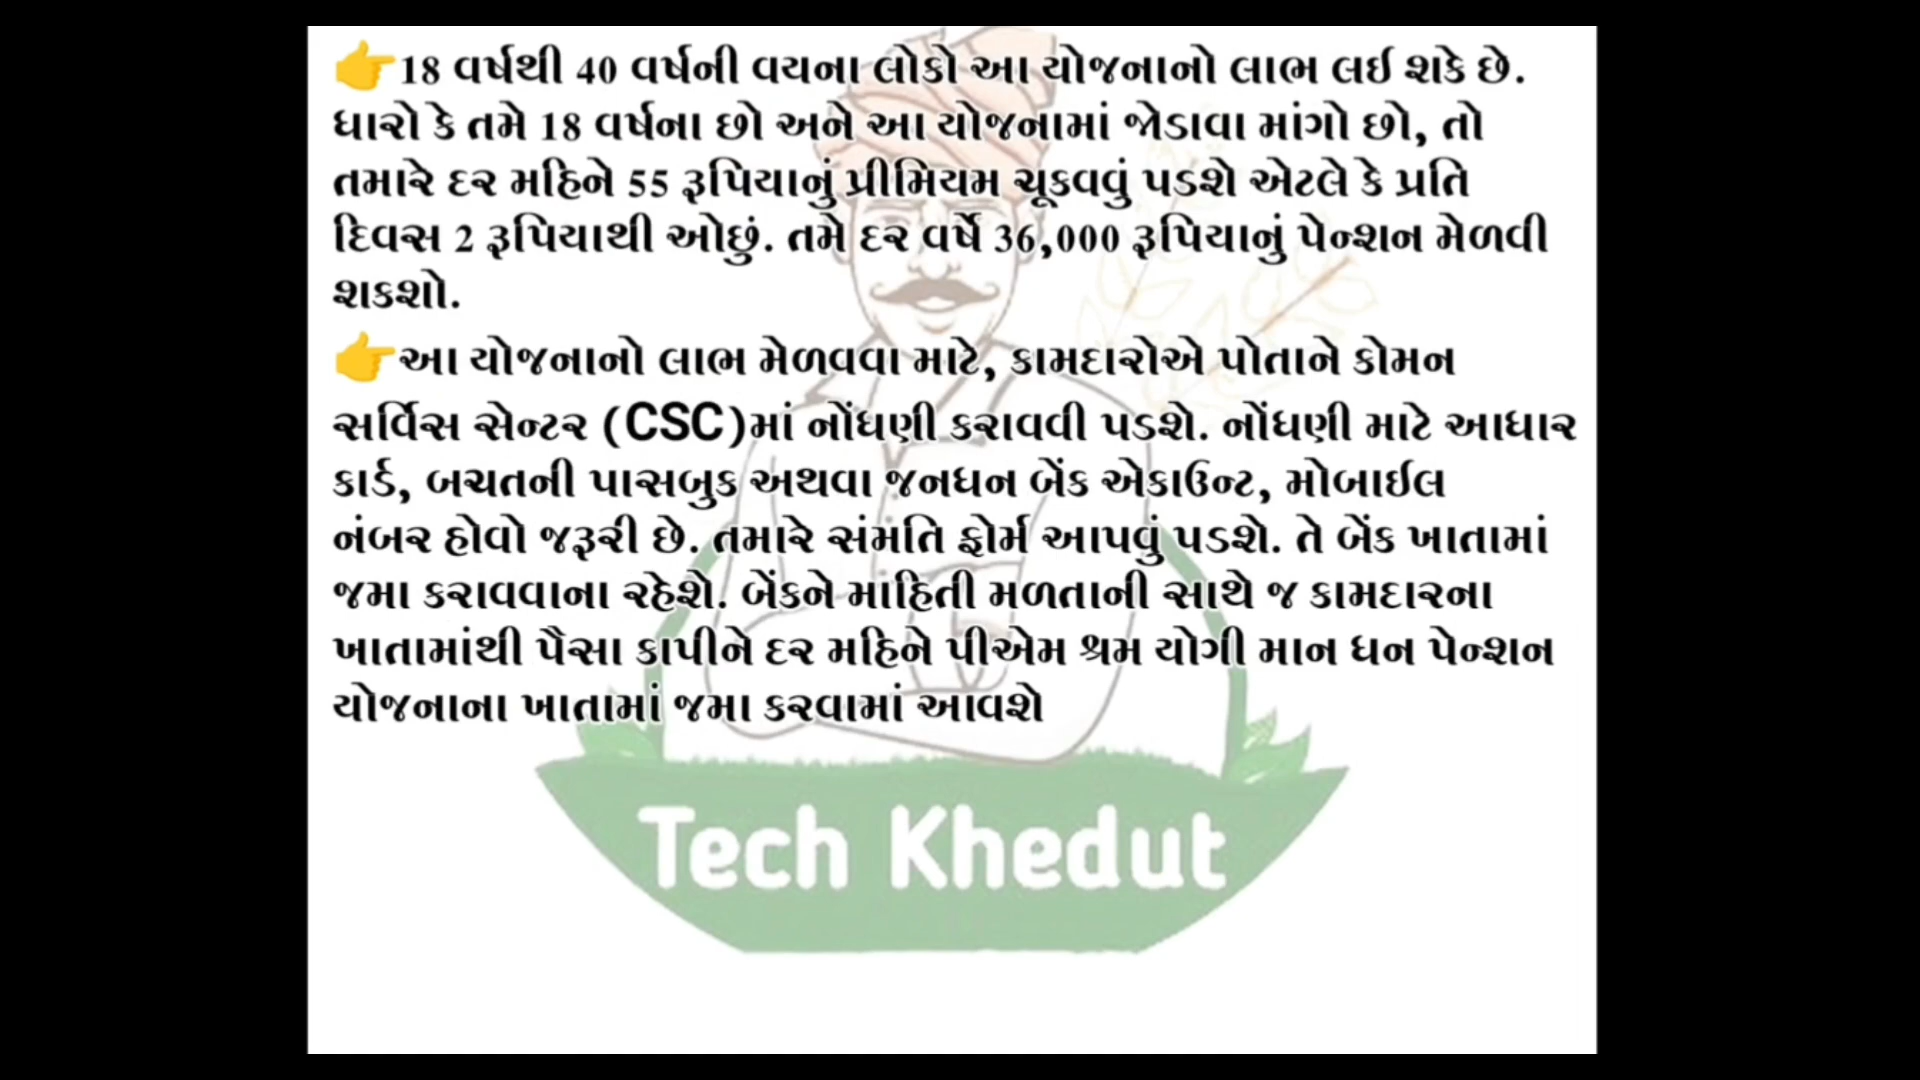 👉18 વર્ષથી 40 વર્ષની વયના લોકો આ યોજનાનો લાભ લઈ શકે છે.
ધારો કે તમે 18 વર્ષના છો અને આ યોજનામાં જોડાવા માંગો છો, તો
તમારે દર મહિને 55 રૂપિયાનું પ્રીમિયમ ચૂકવવું પડશે એટલે કે પ્રતિ
દિવસ 2 રૂપિયાથી ઓછું. તમે દર વર્ષે 36,000 રૂપિયાનું પેન્શન મેળવી
શકશો.
👉આ યોજનાનો લાભ મેળવવા માટે, કામદારોએ પોતાને કોમન
સર્વિસ સેન્ટર (CSC)માં નોંધણી કરાવવી પડશે. નોંધણી માટે આધાર
કાર્ડ, બચતની પાસબુક અથવા જનધન બેંક એકાઉન્ટ, મોબાઈલ
નંબર હોવો જરૂરી છે. તમારે સંમતિ ફોર્મ આપવું પડશે. તે બેંક ખાતામાં
જમા કરાવવાના રહેશે. બેંકને માહિતી મળતાની સાથે જ કામદારના
ખાતામાંથી પૈસા કાપીને દર મહિને પીએમ શ્રમ યોગી માન ધન પેન્શન
યોજનાના ખાતામાં જમા કરવામાં આવશે
Tech Khedut